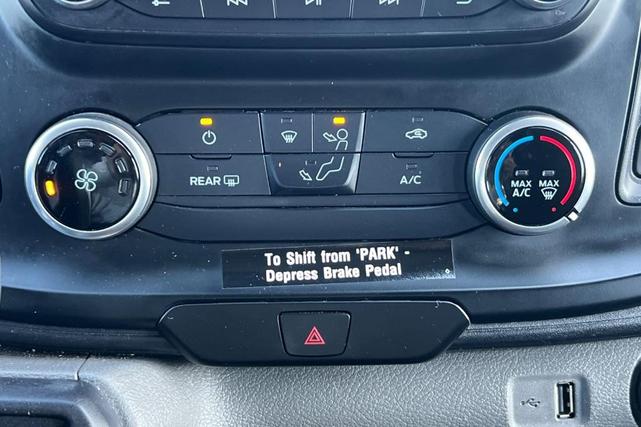 REAR
A/C
MAX
A/C
MAX
To Shift from 'PARK' -
Depress Brake Pedal